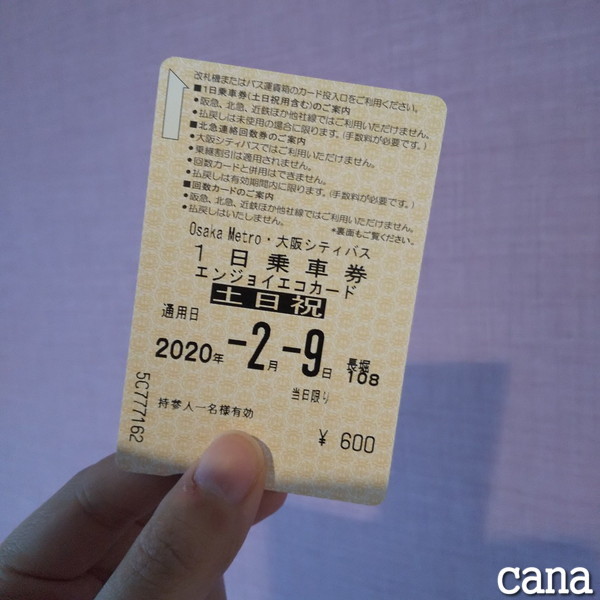 改札機またはバス運賃箱のカード投入口をご利用ください。
■1日乗車券(土日祝用含む)のご案内
●阪急、北急、近鉄ほか他社線ではご利用いただけません。
●払戻しは未使用の場合に限ります。(手数料が必要です。)
■北急連絡回数券のご案内
●大阪シティバスではご利用いただけません。
●乗継割引は適用されません。
●回数カードと併用はできません。
●払戻しは有効期間内に限ります。(手数料が必要です。)
■回数カードのご案内
●阪急、北急、近鉄ほか他社線ではご利用いただけません。
●払戻しはいたしません。
*裏面もご覧ください。
Osaka Metro・大阪シティバス
1日乗車券
エンジョイエコカード
土日祝
通用日
2020年-2月-9日 長堀
108
当日限り
持参人一名様有効
¥ 600
5C777162
cana